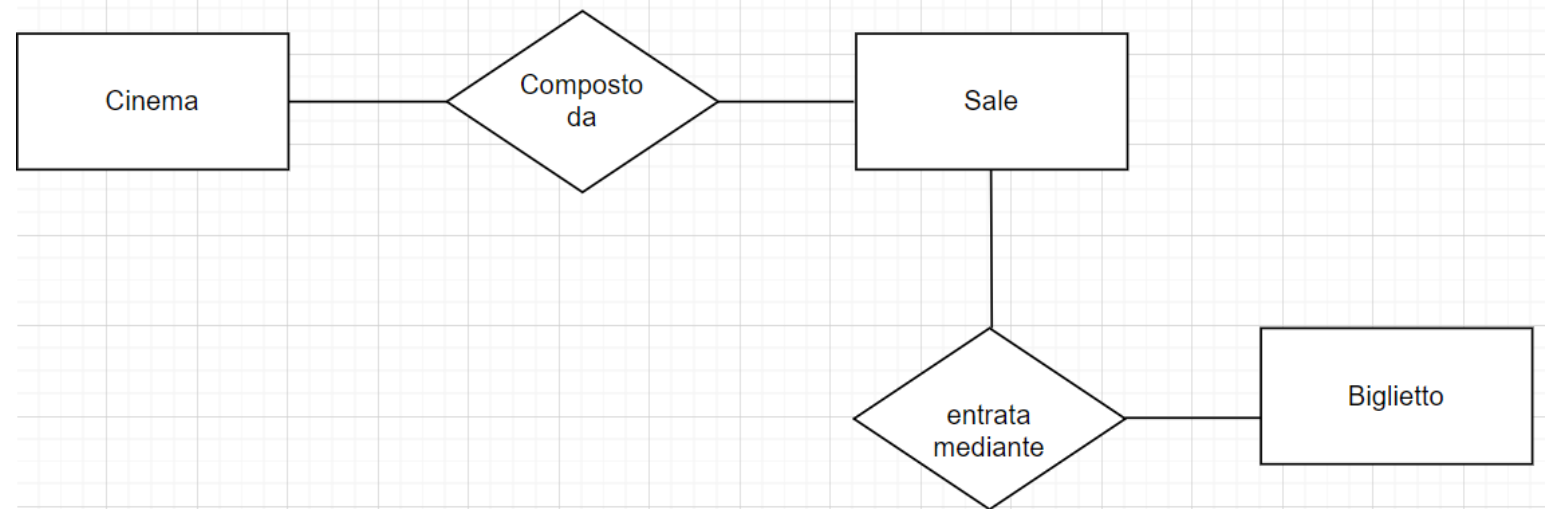 Cinema
Composto
da
Sale
entrata
mediante
Biglietto